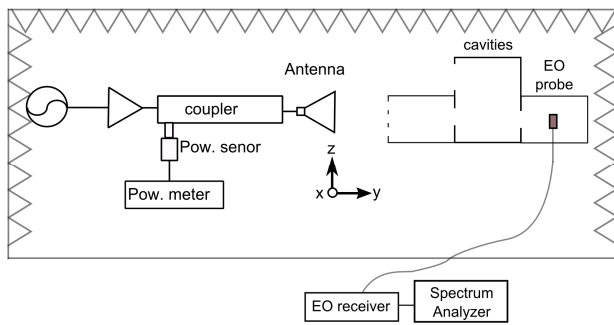 cavities
EO
probe
Antenna
coupler
Pow. senor
Pow. meter
z
x
y
EO receiver
Spectrum
Analyzer